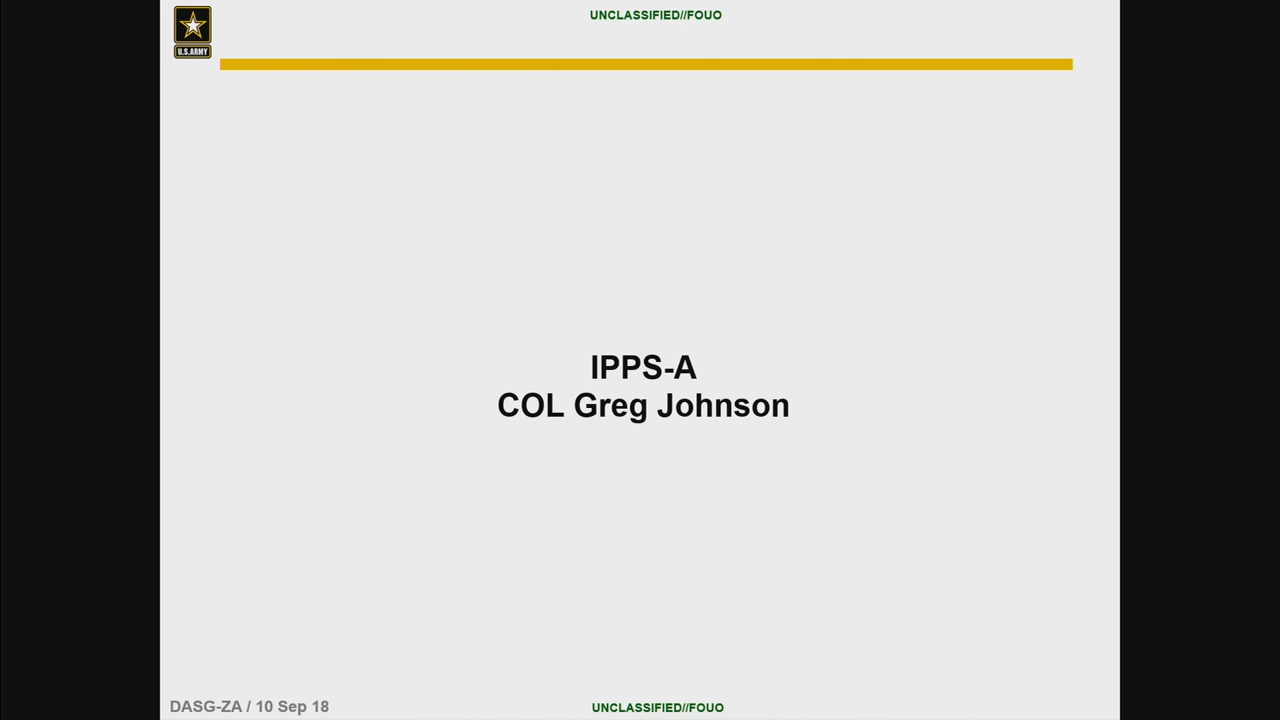 UNCLASSIFIED//FOUO
U.S.ARMY
IPPS-A
COL Greg Johnson
DASG-ZA / 10 Sep 18
UNCLASSIFIED//FOUO